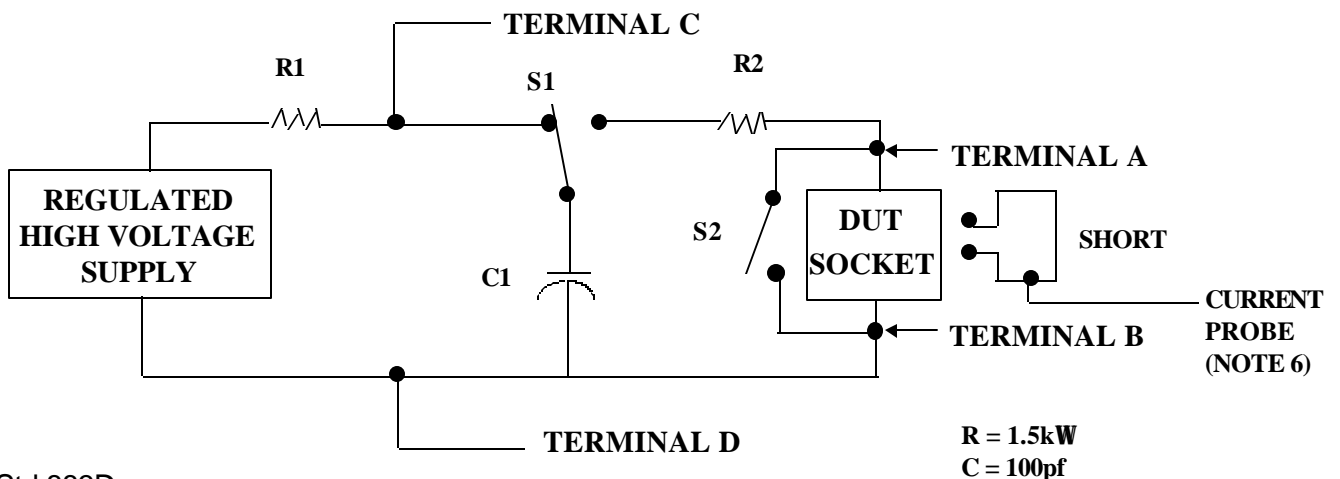 TERMINAL C
R1
S1
R2
REGULATED
HIGH VOLTAGE
SUPPLY
C1
S2
DUT
SOCKET
TERMINAL A
SHORT
TERMINAL B
CURRENT
PROBE
(NOTE 6)
TERMINAL D
R = 1.5kW
C = 100pf